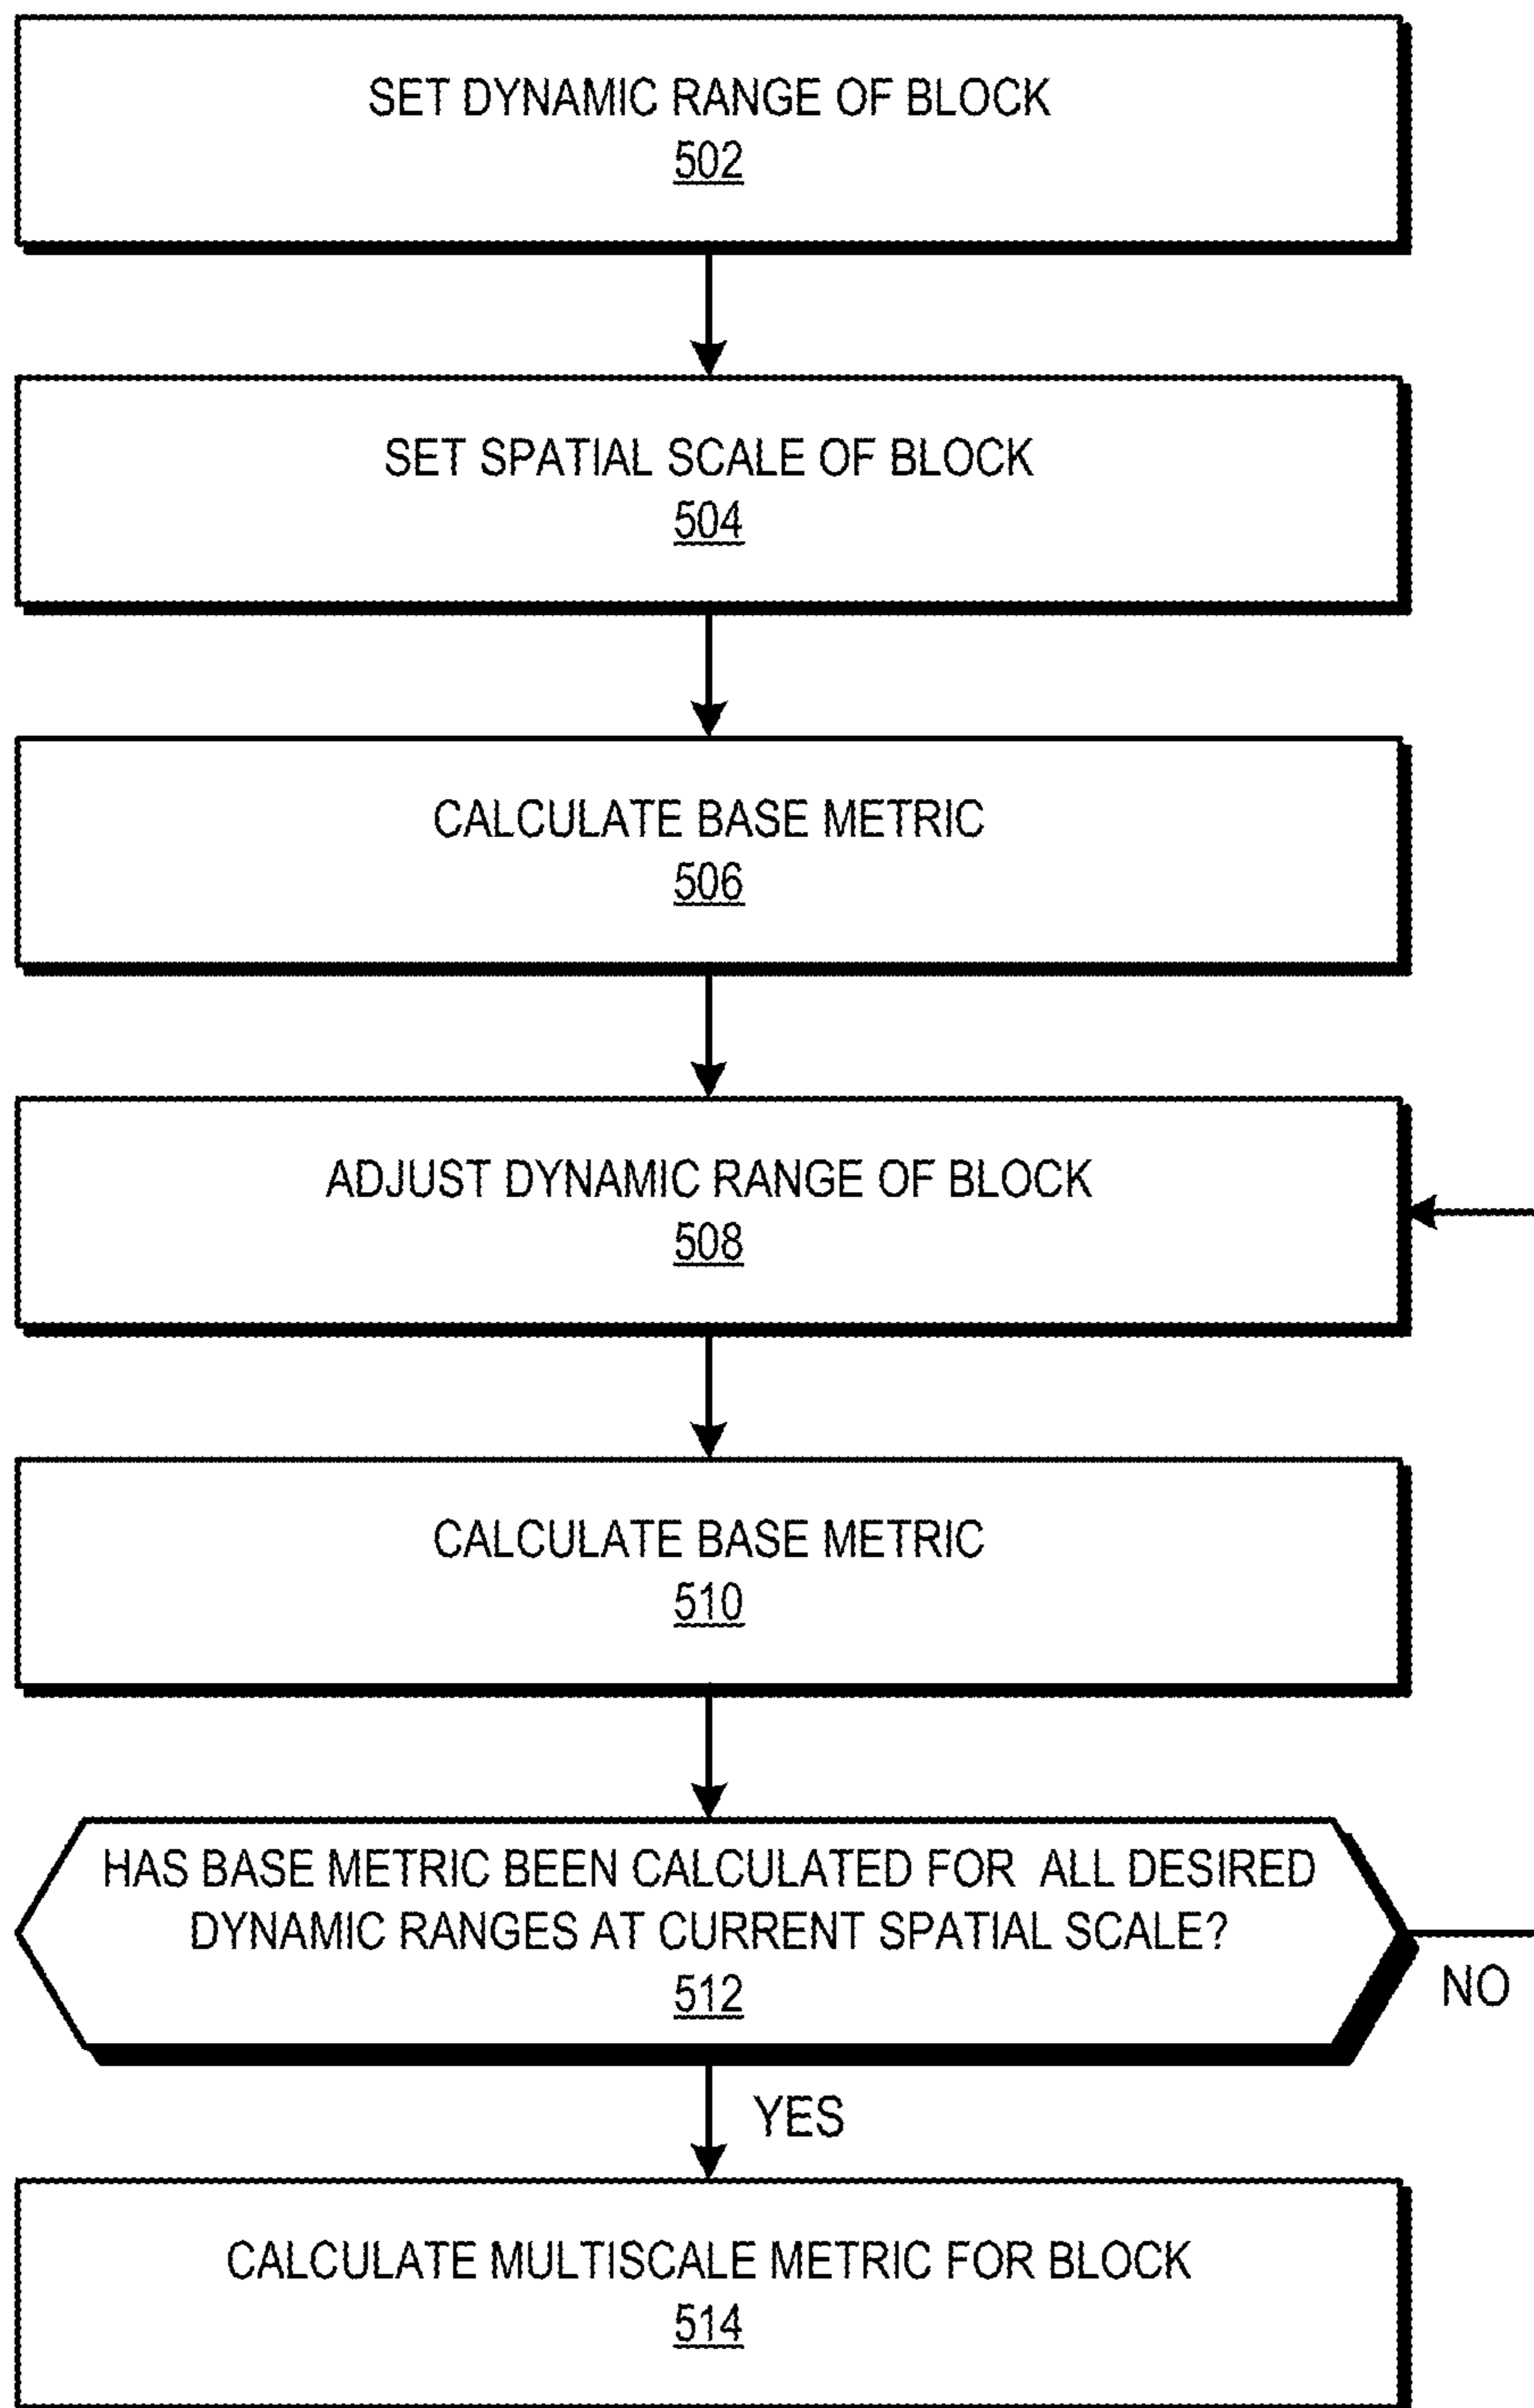 SET DYNAMIC RANGE OF BLOCK
502
SET SPATIAL SCALE OF BLOCK
504
CALCULATE BASE METRIC
506
ADJUST DYNAMIC RANGE OF BLOCK
508
CALCULATE BASE METRIC
510
HAS BASE METRIC BEEN CALCULATED FOR ALL DESIRED
DYNAMIC RANGES AT CURRENT SPATIAL SCALE?
512
NO
YES
CALCULATE MULTISCALE METRIC FOR BLOCK
514